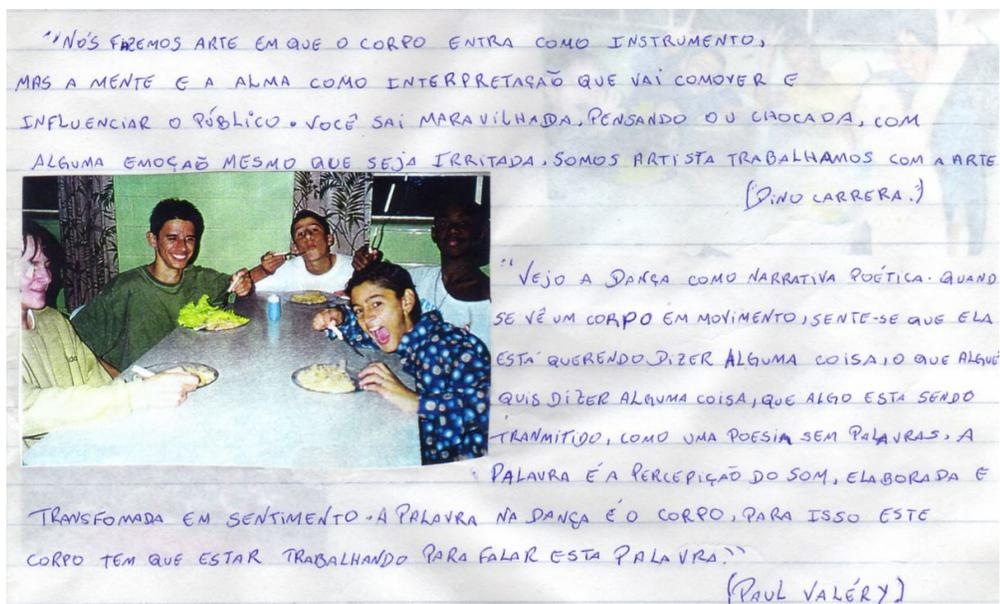 "NÓS FAZEMOS ARTE EM QUE O CORPO ENTRA COMO INSTRUMENTO,
MAS A MENTE E A ALMA COMO INTERPRETAÇÃO QUE VAI COMOVER E
INFLUENCIAR O PÚBLICO. VOCÊ SAI MARAVILHADA, PENSANDO OU CHOCADA, COM
ALGUMA EMOÇAÕ MESMO QUE SEJA IRRITADA. SOMOS ARTISTA TRABALHAMOS COM A ARTE
(DINO CARRERA.)
"VEJO A DANÇA COMO NARRATIVA POÉTICA. QUAND
SE VÊ UM CORPO EM MOVIMENTO, SENTE-SE QUE ELA
ESTÁ QUERENDO DIZER ALGUMA COISA, O QUE ALGUÉ
QUIS DIZER ALGUMA COISA, QUE ALGO ESTA SENDO
TRANMITIDO, COMO UMA POESIA SEM PALAVRAS. A
PALAVRA É A PERCEPIÇÃO DO SOM, ELABORADA E
TRANSFOMADA EM SENTIMENTO. A PALAVRA NA DANÇA É O CORPO, PARA ISSO ESTE
CORPO TEM QUE ESTAR TRABALHANDO PARA FALAR ESTA PALAVRA."
(PAUL VALÉRY)